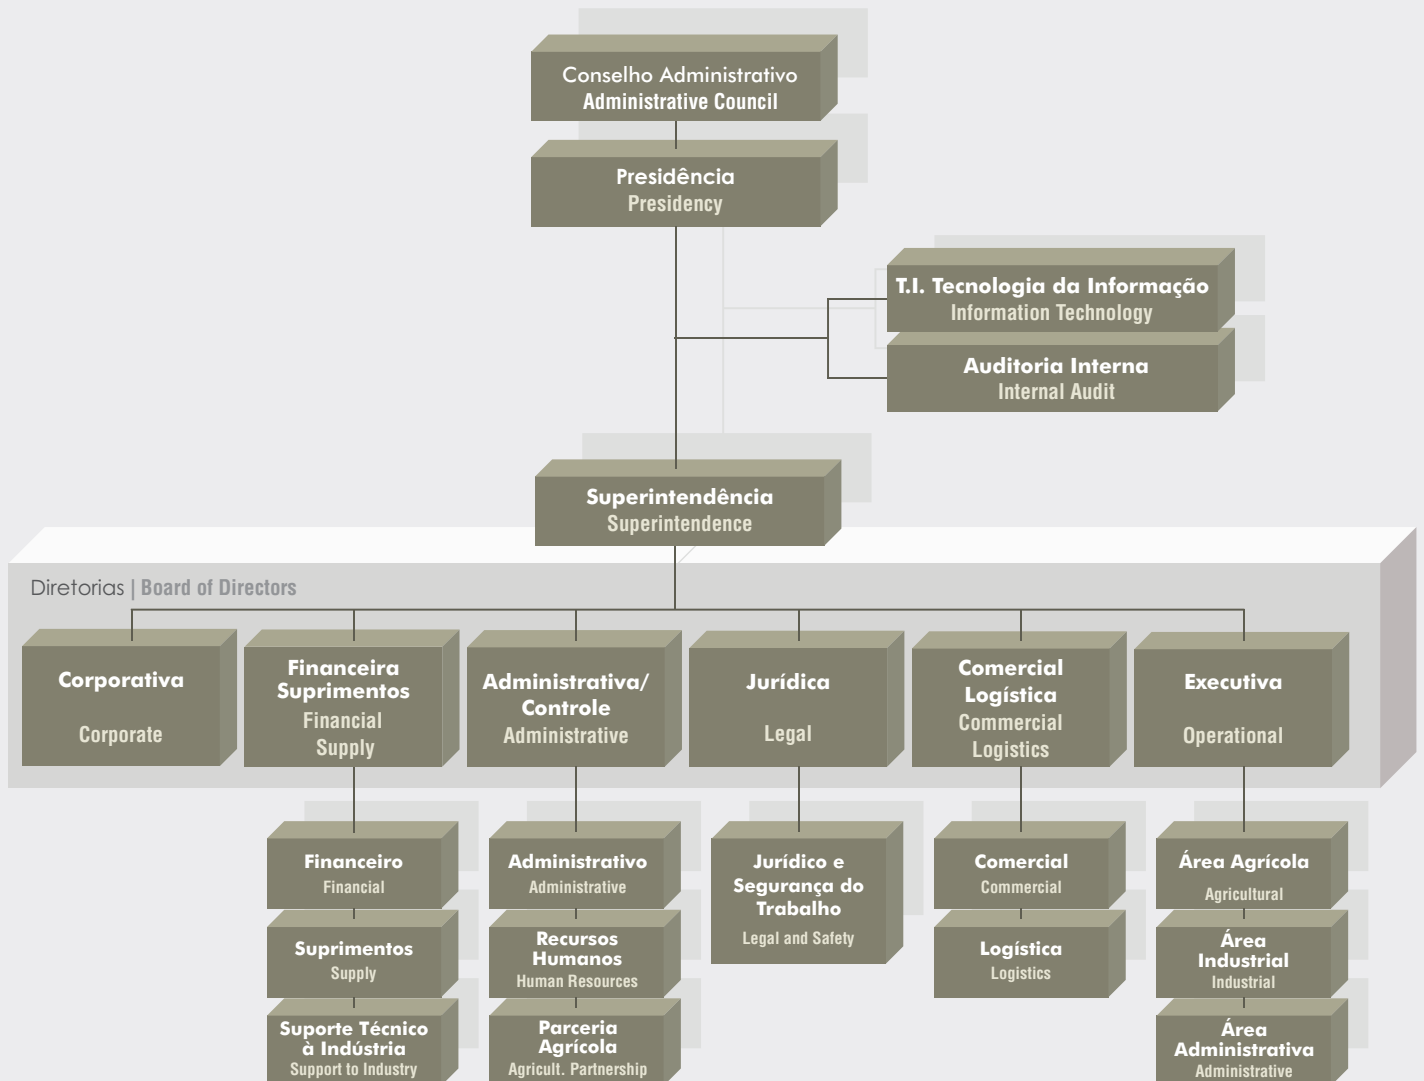 Conselho Administrativo
Administrative Council
Presidência
Presidency
T.I. Tecnologia da Informação
Information Technology
Auditoria Interna
Internal Audit
Superintendência
Superintendence
Diretorias | Board of Directors
Corporativa
Corporate
Financeira
Suprimentos
Financial
Supply
Administrativa/
Controle
Administrative
Jurídica
Legal
Comercial
Logística
Commercial
Logistics
Executiva
Operational
Financeiro
Financial
Suprimentos
Supply
Suporte Técnico
à Indústria
Support to Industry
Administrativo
Administrative
Recursos
Humanos
Human Resources
Parceria
Agrícola
Agricult. Partnership
Jurídico e
Segurança do
Trabalho
Legal and Safety
Comercial
Commercial
Logística
Logistics
Área Agrícola
Agricultural
Área
Industrial
Industrial
Área
Administrativa
Administrative